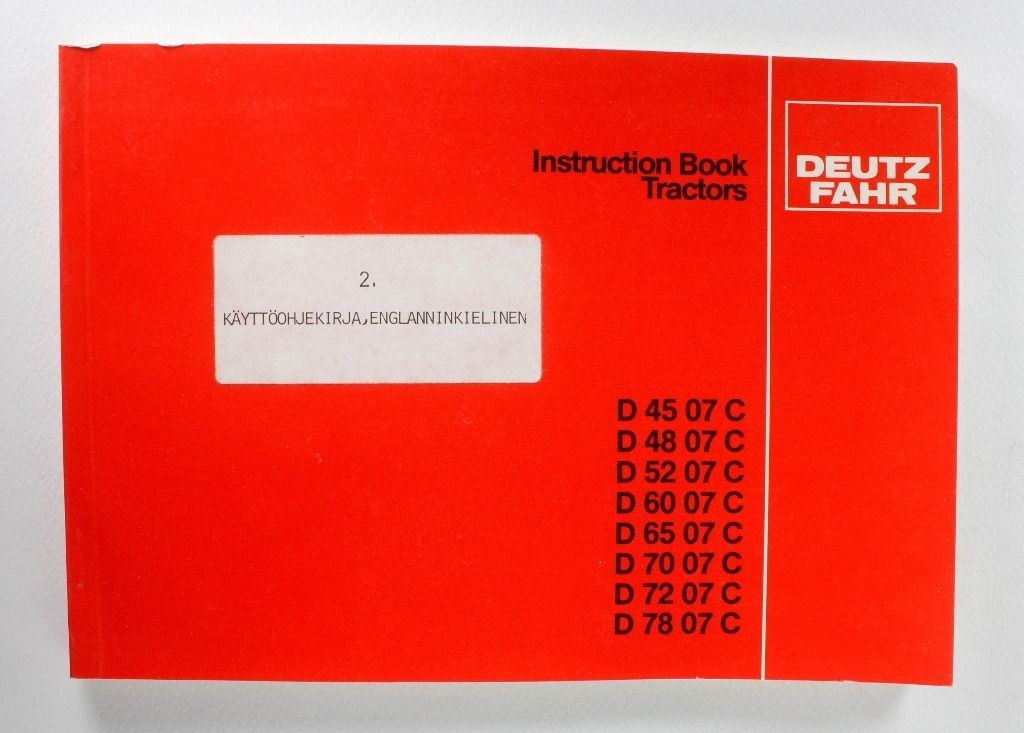 Instruction Book
Tractors
DEUTZ
FAHR
2.
KÄYTTÖOHJEKIRJA,ENGLANNINKIELINEN
D 45 07 C
D 48 07 C
D 52 07 C
D 60 07 C
D 65 07 C
D 70 07 C
D 72 07 C
D 78 07 C